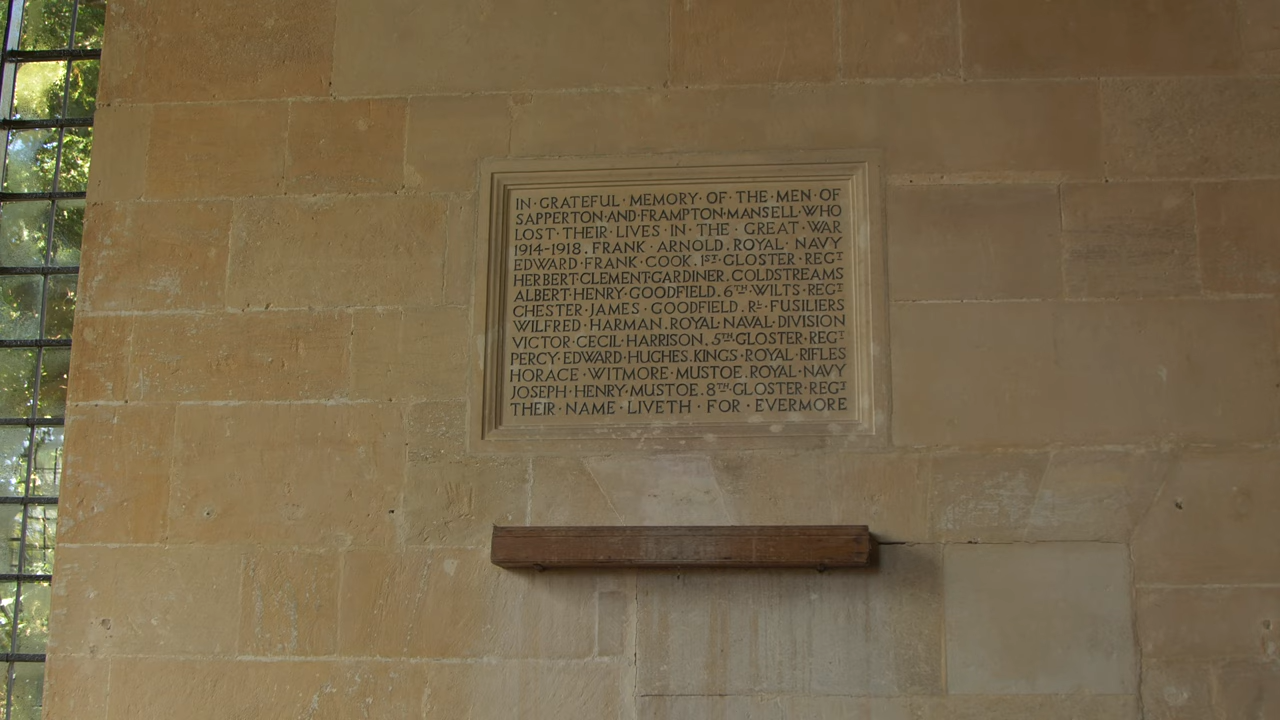 IN·GRATEFUL·MEMORY·OF·THE·MEN·OF
SAPPERTON·AND·FRAMPTON·MANSELL·WHO
LOST·THEIR·LIVES·IN·THE·GREAT·WAR
1914-1918. FRANK·ARNOLD. ROYAL·NAVY
EDWARD·FRANK·COOK. 1ST·GLOSTER·REGT
HERBERT·CLEMENT·GARDINER. COLDSTREAMS
ALBERT·HENRY·GOODFIELD. 6TH·WILTS·REGT
CHESTER·JAMES·GOODFIELD. RL·FUSILIERS
WILFRED·HARMAN. ROYAL·NAVAL·DIVISION
VICTOR·CECIL·HARRISON. 5TH·GLOSTER·REGT
PERCY·EDWARD·HUGHES. KINGS·ROYAL·RIFLES
HORACE·WITMORE·MUSTOE. ROYAL·NAVY
JOSEPH·HENRY·MUSTOE. 8TH·GLOSTER·REGT
THEIR·NAME·LIVETH·FOR·EVERMORE